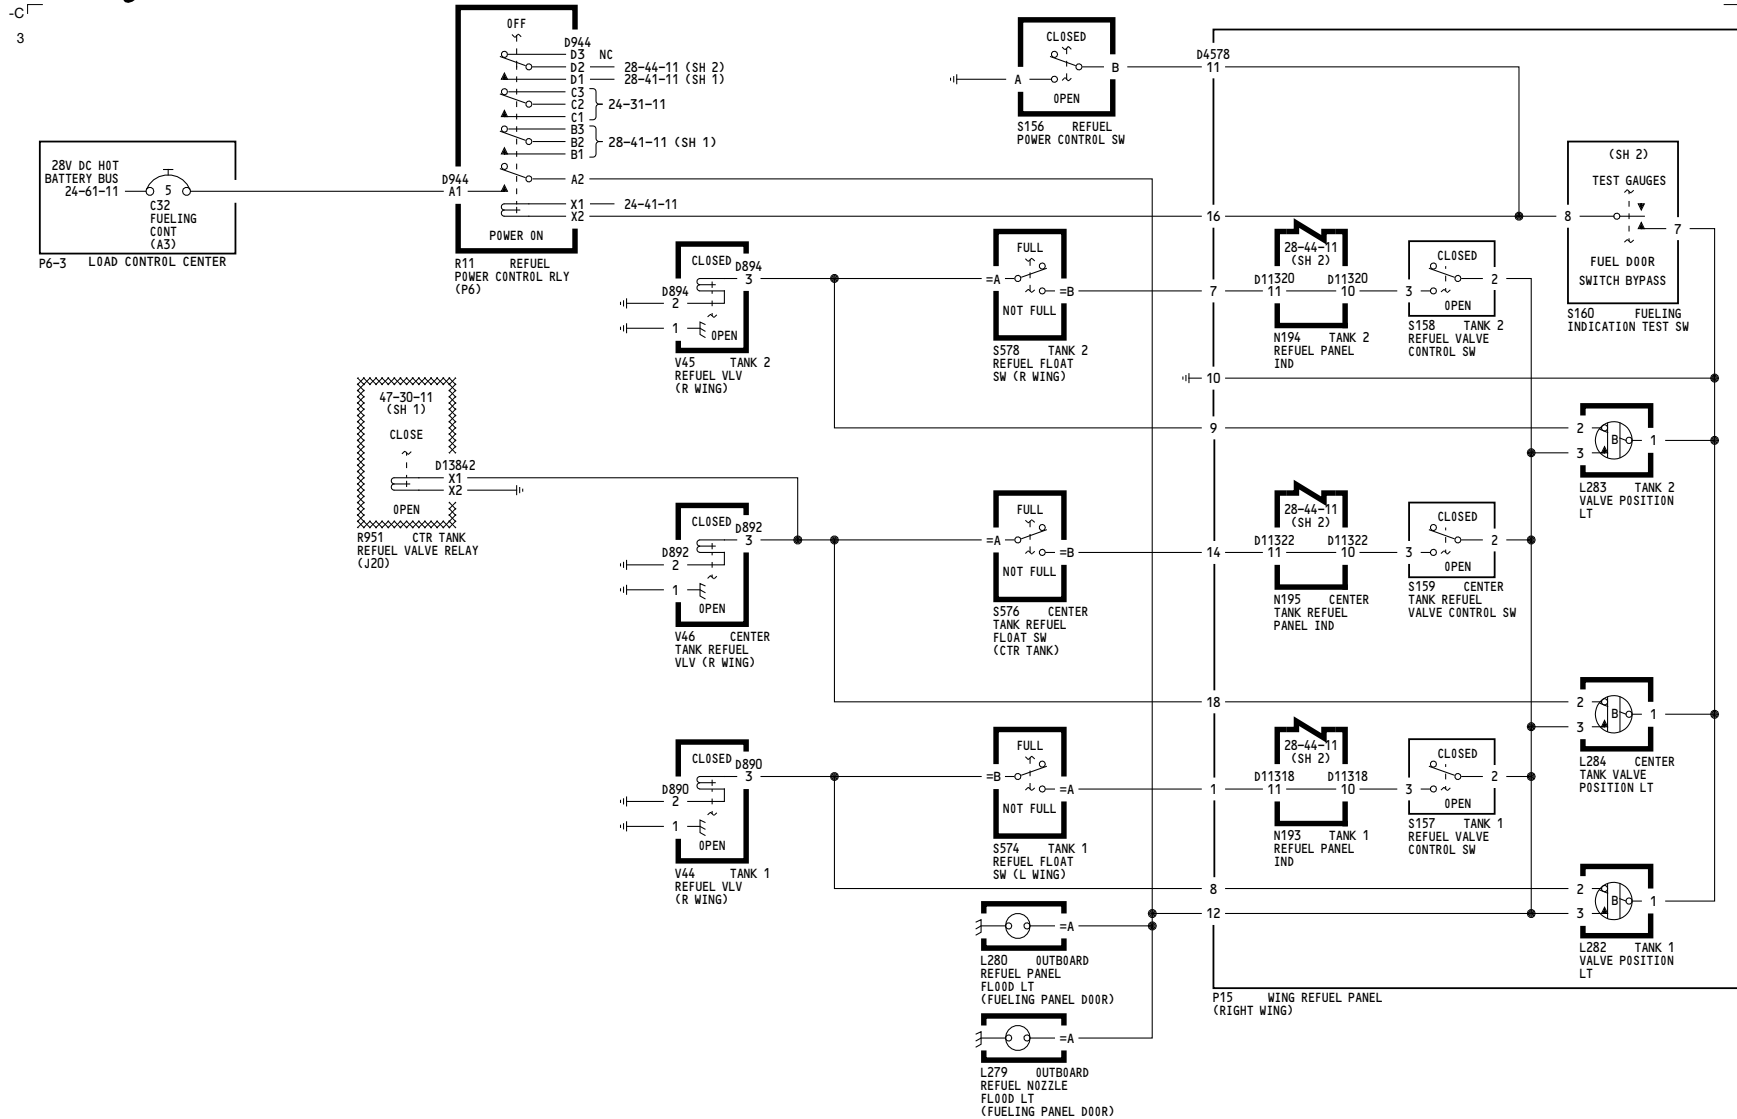 -C
3
OFF
D944
D3 NC
D2 28-44-11 (SH 2)
D1 28-41-11 (SH 1)
C3
C2 24-31-11
C1
B3
B2 28-41-11 (SH 1)
B1
D944
A1
A2
X1 24-41-11
X2
POWER ON
R11 REFUEL
POWER CONTROL RLY
(P6)
28V DC HOT
BATTERY BUS
24-61-11
5
C32
FUELING
CONT
(A3)
P6-3 LOAD CONTROL CENTER
CLOSED
A
B
OPEN
S156 REFUEL
POWER CONTROL SW
D4578
11
16
(SH 2)
TEST GAUGES
8
7
FUEL DOOR
SWITCH BYPASS
S160 FUELING
INDICATION TEST SW
CLOSED
D894
3
D894
2
1
OPEN
V45 TANK 2
REFUEL VLV
(R WING)
FULL
=A
=B
NOT FULL
S578 TANK 2
REFUEL FLOAT
SW (R WING)
7
28-44-11
(SH 2)
D11320 D11320
11 10
N194 TANK 2
REFUEL PANEL
IND
CLOSED
2
3
OPEN
S158 TANK 2
REFUEL VALVE
CONTROL SW
10
9
2
B 1
3
L283 TANK 2
VALVE POSITION
LT
47-30-11
(SH 1)
CLOSE
D13842
X1
X2
OPEN
R951 CTR TANK
REFUEL VALVE RELAY
(J20)
CLOSED
D892
3
D892
2
1
OPEN
V46 CENTER
TANK REFUEL
VLV (R WING)
FULL
=A
=B
NOT FULL
S576 CENTER
TANK REFUEL
FLOAT SW
(CTR TANK)
14
28-44-11
(SH 2)
D11322 D11322
11 10
N195 CENTER
TANK REFUEL
PANEL IND
CLOSED
2
3
OPEN
S159 CENTER
TANK REFUEL
VALVE CONTROL SW
18
2
B 1
3
L284 CENTER
TANK VALVE
POSITION LT
CLOSED
D890
3
D890
2
1
OPEN
V44 TANK 1
REFUEL VLV
(R WING)
FULL
=B
=A
NOT FULL
S574 TANK 1
REFUEL FLOAT
SW (L WING)
1
28-44-11
(SH 2)
D11318 D11318
11 10
N193 TANK 1
REFUEL PANEL
IND
CLOSED
2
3
OPEN
S157 TANK 1
REFUEL VALVE
CONTROL SW
8
12
2
B 1
3
L282 TANK 1
VALVE POSITION
LT
=A
L280 OUTBOARD
REFUEL PANEL
FLOOD LT
(FUELING PANEL DOOR)
P15 WING REFUEL PANEL
(RIGHT WING)
=A
L279 OUTBOARD
REFUEL NOZZLE
FLOOD LT
(FUELING PANEL DOOR)